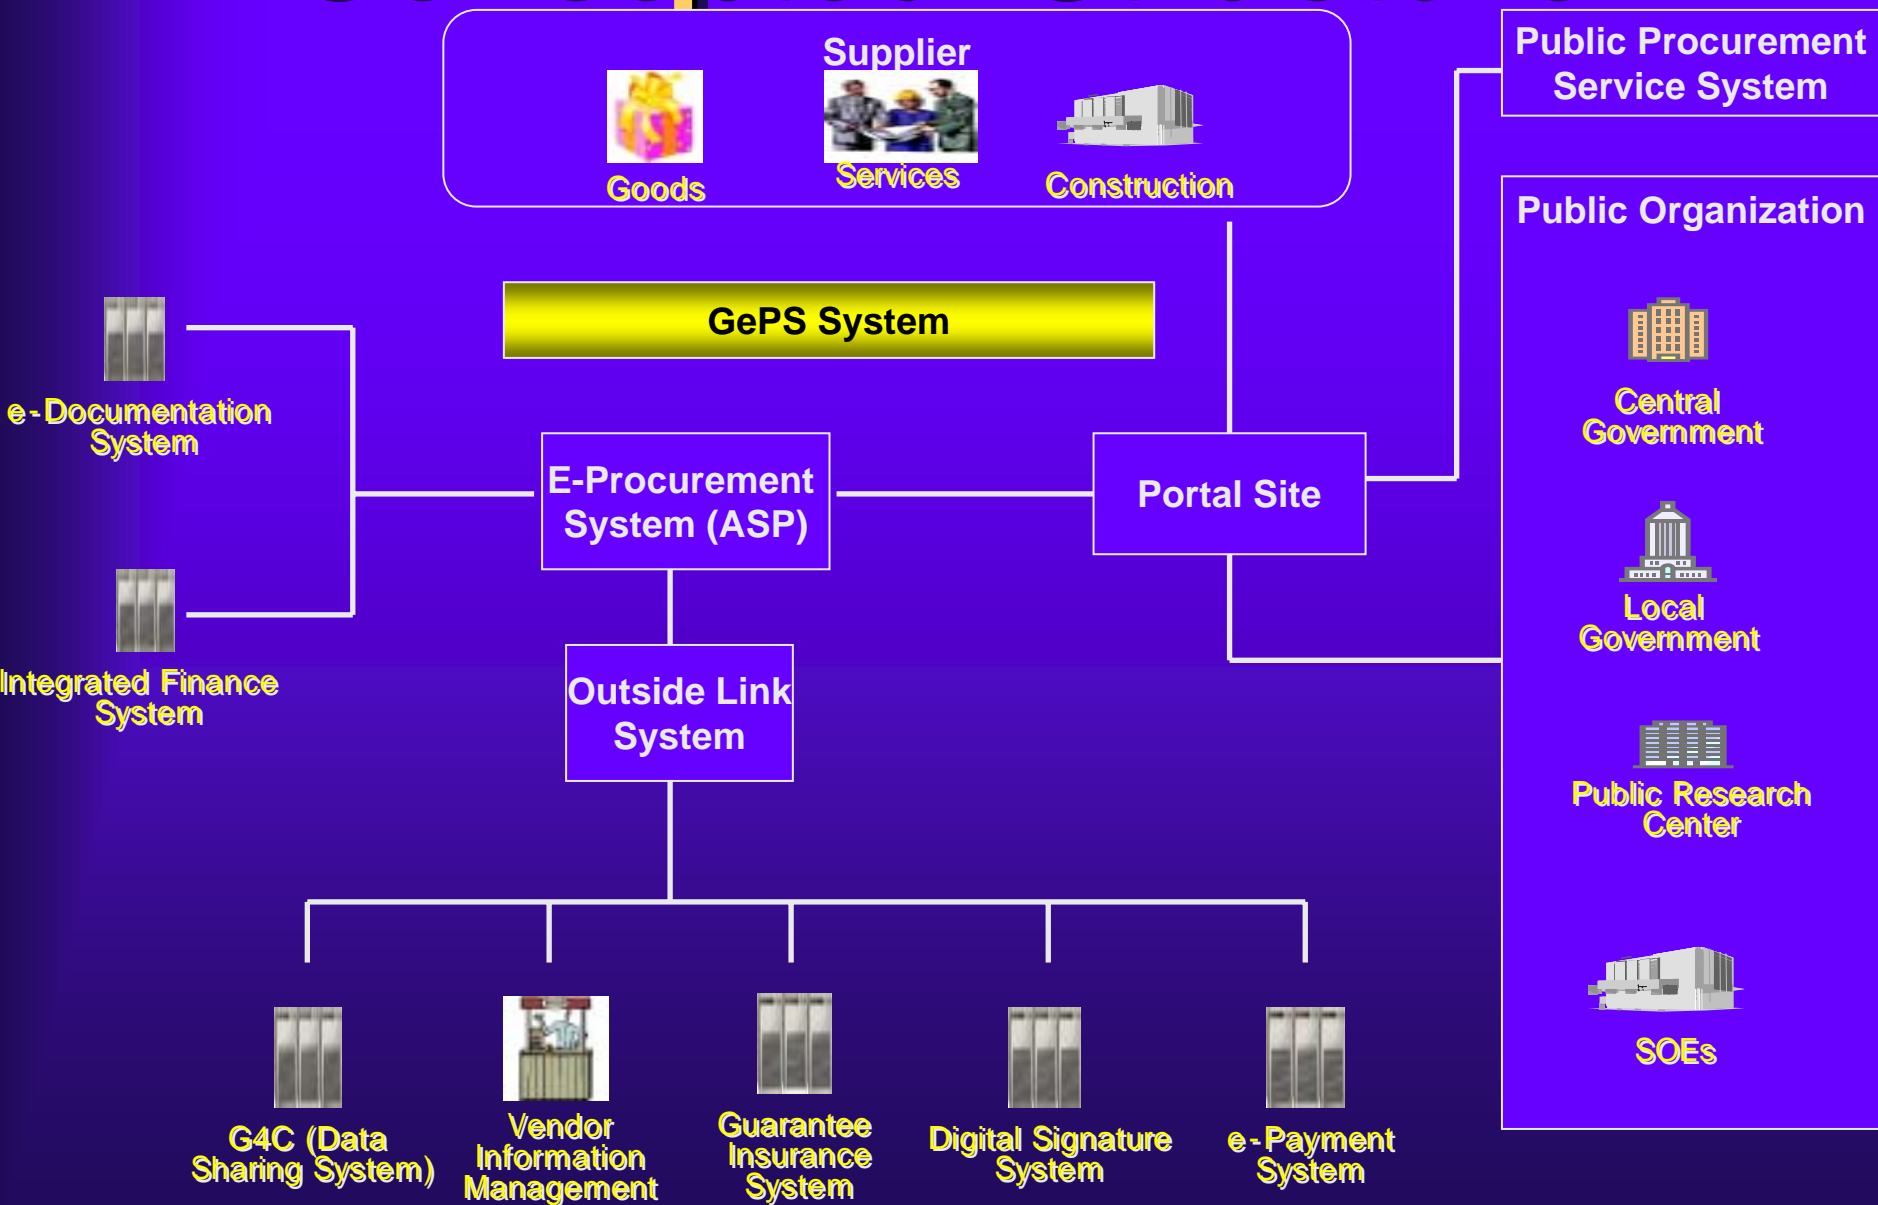 Supplier
Goods
Services
Construction
Public Procurement
Service System
Public Organization
GePS System
e-Documentation
System
Central
Government
E-Procurement
System (ASP)
Portal Site
Local
Government
Integrated Finance
System
Outside Link
System
Public Research
Center
SOEs
G4C (Data
Sharing System)
Vendor
Information
Management
Guarantee
Insurance
System
Digital Signature
System
e-Payment
System